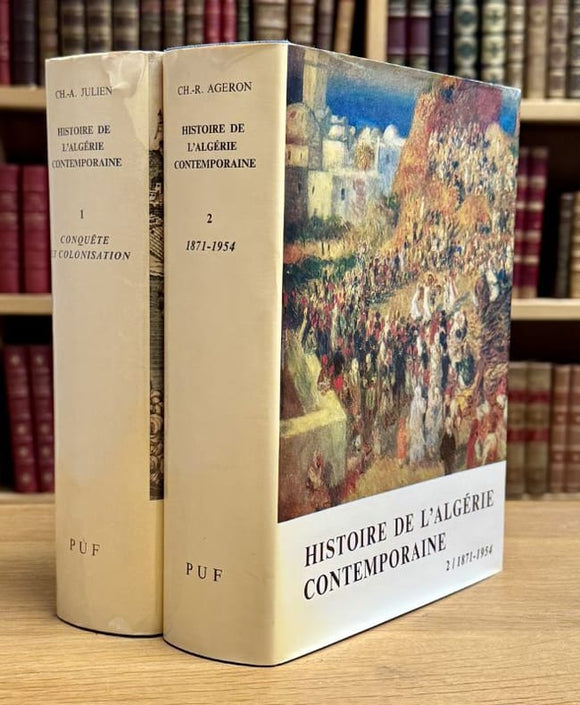 CH.-A. JULIEN
HISTOIRE DE
L'ALGÉRIE
CONTEMPORAINE
1
CONQUÊTE
ET COLONISATION
PUF
CH.-R. AGERON
HISTOIRE DE
L'ALGÉRIE
CONTEMPORAINE
2
1871-1954
PUF
HISTOIRE DE L'ALGÉRIE
CONTEMPORAINE
2 / 1871-1954